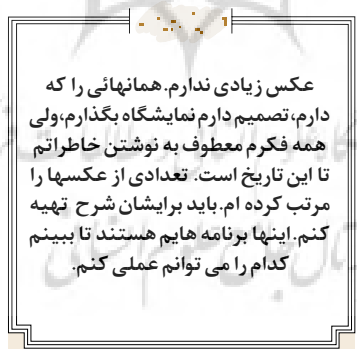 عکس زیادی ندارم.همانهائی را که
دارم،تصمیم دارم نمایشگاه بگذارم،ولی
همه فکرم معطوف به نوشتن خاطراتم
تا این تاریخ است. تعدادی از عکسها را
مرتب کرده ام.باید برایشان شرح تهیه
کنم.اینها برنامه هایم هستند تا ببینم
کدام را می توانم عملی کنم.